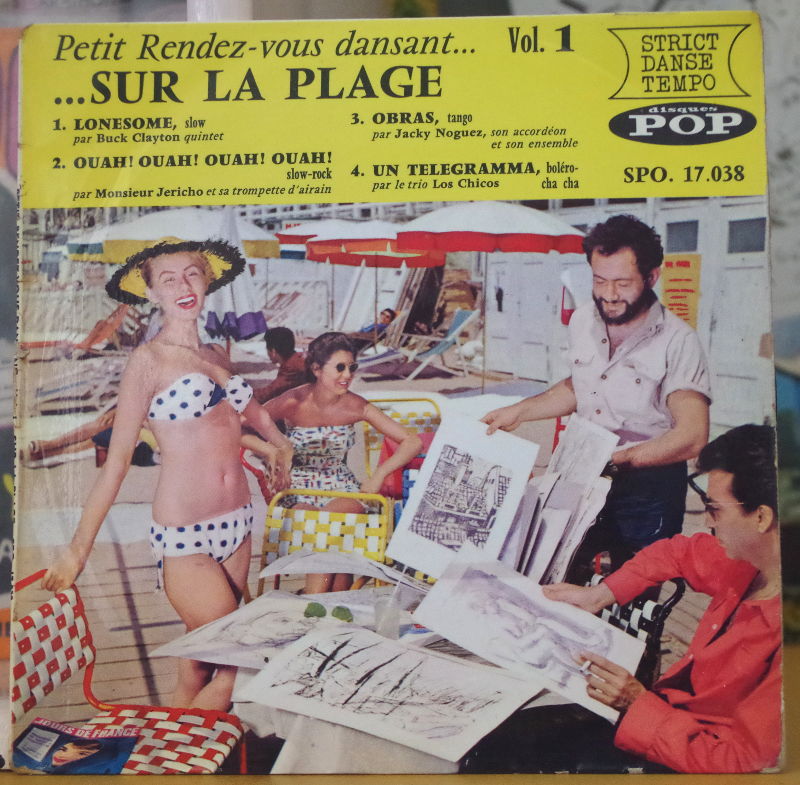 Petit Rendez-vous dansant...
...SUR LA PLAGE
Vol. 1
STRICT
DANSE
TEMPO
disques
POP
SPO. 17.038
1. LONESOME, slow
par Buck Clayton quintet
2. OUAH! OUAH! OUAH! OUAH!
slow-rock
par Monsieur Jericho et sa trompette d'airain
3. OBRAS, tango
par Jacky Noguez, son accordéon
et son ensemble
4. UN TELEGRAMMA, boléro-
par le trio Los Chicos cha cha
JOURS DE FRANCE